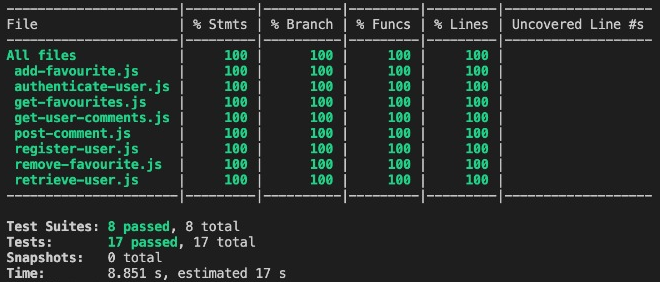 --------------------|---------|----------|---------|---------|-------------------
File                | % Stmts | % Branch | % Funcs | % Lines | Uncovered Line #s
--------------------|---------|----------|---------|---------|-------------------
All files           |     100 |      100 |     100 |     100 |
 add-favourite.js   |     100 |      100 |     100 |     100 |
 authenticate-user.js |     100 |      100 |     100 |     100 |
 get-favourites.js  |     100 |      100 |     100 |     100 |
 get-user-comments.js |     100 |      100 |     100 |     100 |
 post-comment.js    |     100 |      100 |     100 |     100 |
 register-user.js   |     100 |      100 |     100 |     100 |
 remove-favourite.js |     100 |      100 |     100 |     100 |
 retrieve-user.js   |     100 |      100 |     100 |     100 |
--------------------|---------|----------|---------|---------|-------------------
Test Suites: 8 passed, 8 total
Tests:       17 passed, 17 total
Snapshots:   0 total
Time:        8.851 s, estimated 17 s